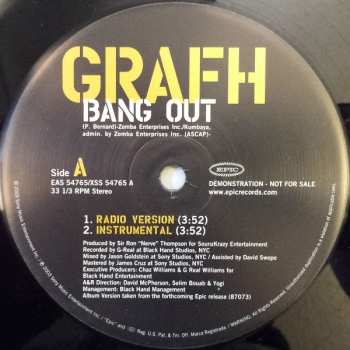 GRAFH
BANG OUT
(P. Bernard)-Zomba Enterprises Inc./Kumbaya,
admin. by Zomba Enterprises Inc. (ASCAP)-
Side A
EAS 54765/XSS 54765 A
33 1/3 RPM Stereo
Epic
DEMONSTRATION - NOT FOR SALE
www.epicrecords.com
1. RADIO VERSION (3:52)
2. INSTRUMENTAL (3:52)
Produced by Sir Ron "Nerve" Thompson for SauraKrazy Entertainment
Recorded by G-Real at Black Hand Studios, NYC
Mixed by Jason Goldstein at Sony Music Studios, NYC / Assisted by David Swope
Mastered by James Cruz at Sony Studios, NYC
Executive Producers: Chaz Williams & G Real Williams for
Black Hand Entertainment
A&R Direction: David McPherson, Selim Bouab & Yogi
Management: Black Hand Management
Album Version taken from the forthcoming Epic release (87073)